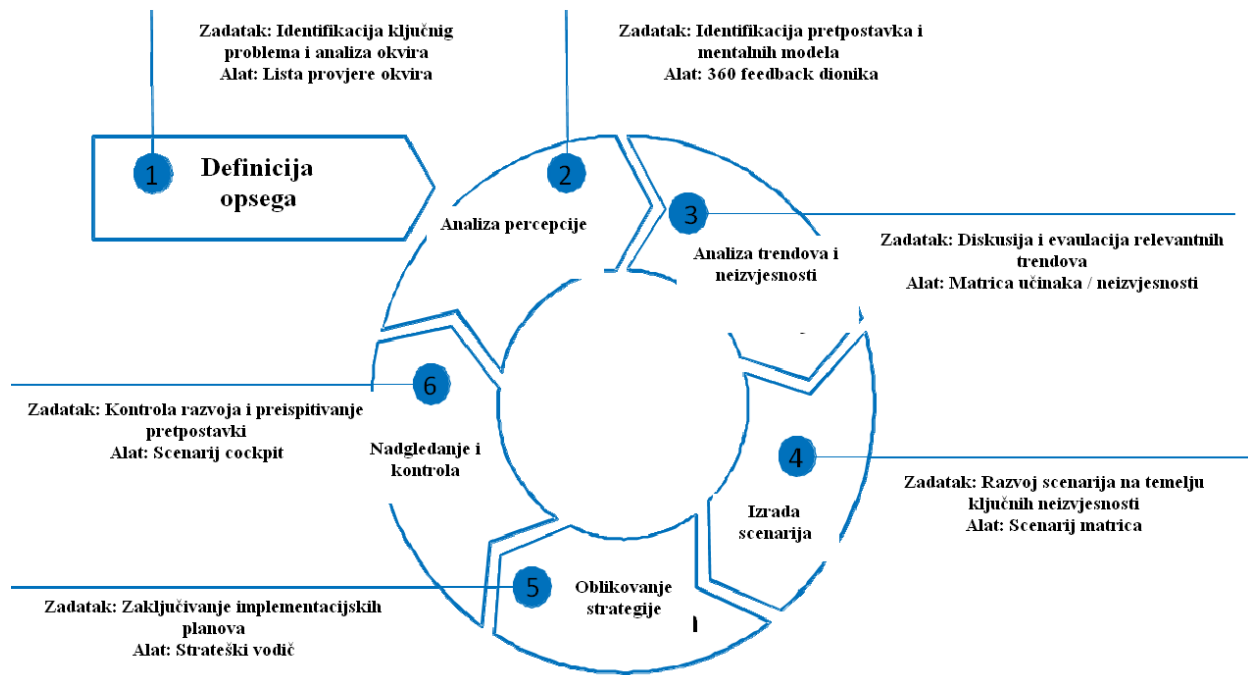 Zadatak: Identifikacija ključnig
problema i analiza okvira
Alat: Lista provjere okvira
1
Definicija
opsega
Zadatak: Identifikacija pretpostavka i
mentalnih modela
Alat: 360 feedback dionika
2
Analiza percepcije
3
Analiza trendova i
neizvjesnosti
Zadatak: Diskusija i evaulacija relevantnih
trendova
Alat: Matrica učinaka / neizvjesnosti
4
Izrada
scenarija
Zadatak: Razvoj scenarija na temelju
ključnih neizvjesnosti
Alat: Scenarij matrica
5
Oblikovanje
strategije
Zadatak: Zaključivanje implementacijskih
planova
Alat: Strateški vodič
6
Nadgledanje i
kontrola
Zadatak: Kontrola razvoja i preispitivanje
pretpostavki
Alat: Scenarij cockpit